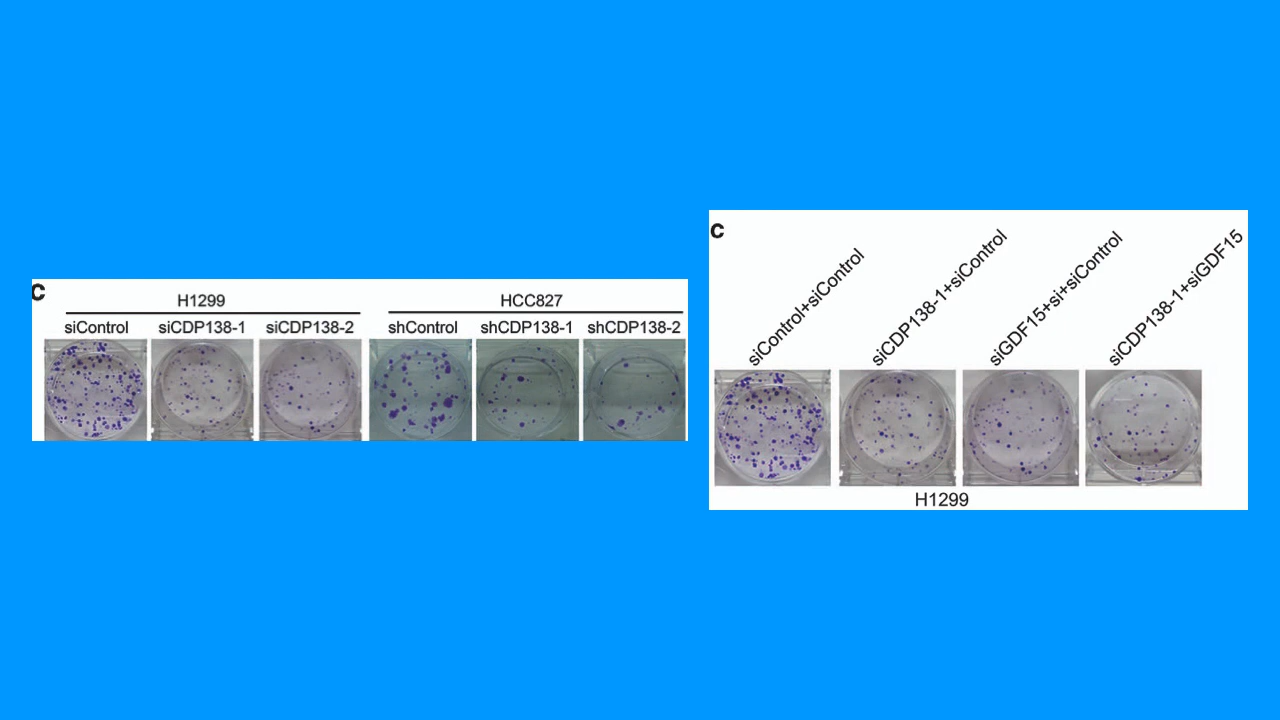 C
H1299 HCC827
siControl siCDP138-1 siCDP138-2 shControl shCDP138-1 shCDP138-2
c
siControl+siControl
siCDP138-1+siControl
siGDF15+si+siControl
siCDP138-1+siGDF15
H1299